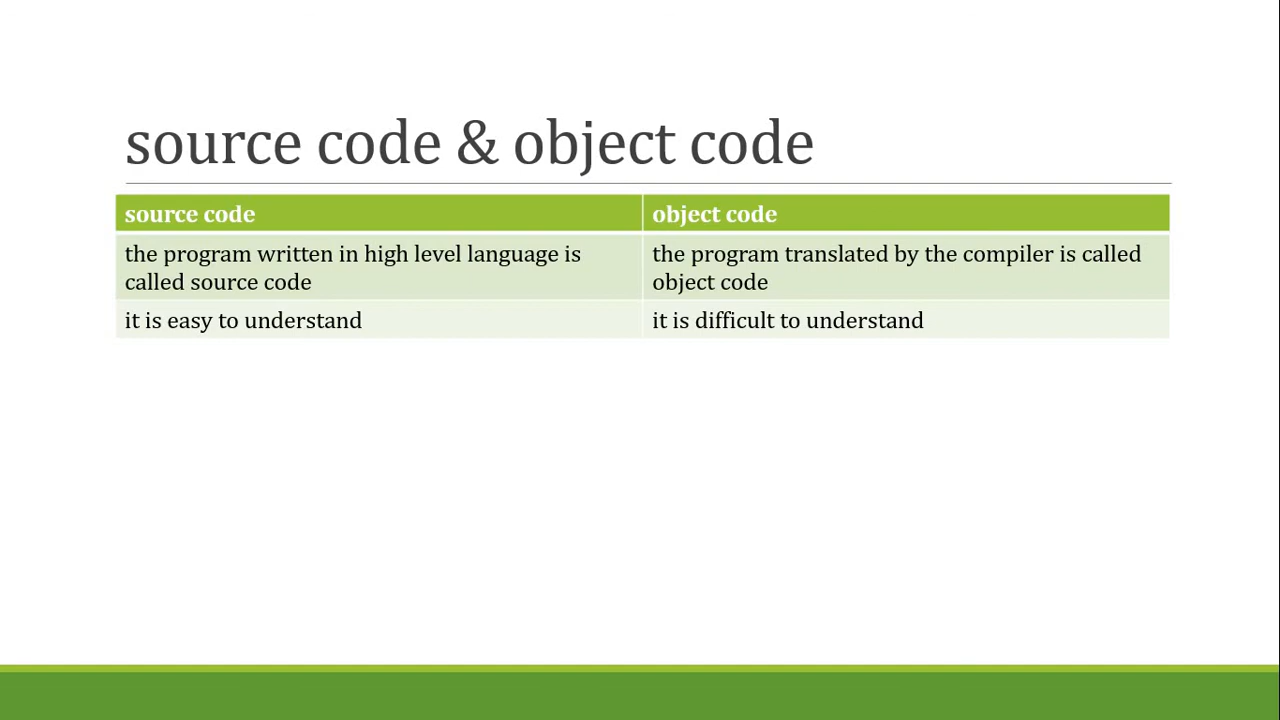 source code & object code
source code
object code
the program written in high level language is
called source code
the program translated by the compiler is called
object code
it is easy to understand
it is difficult to understand